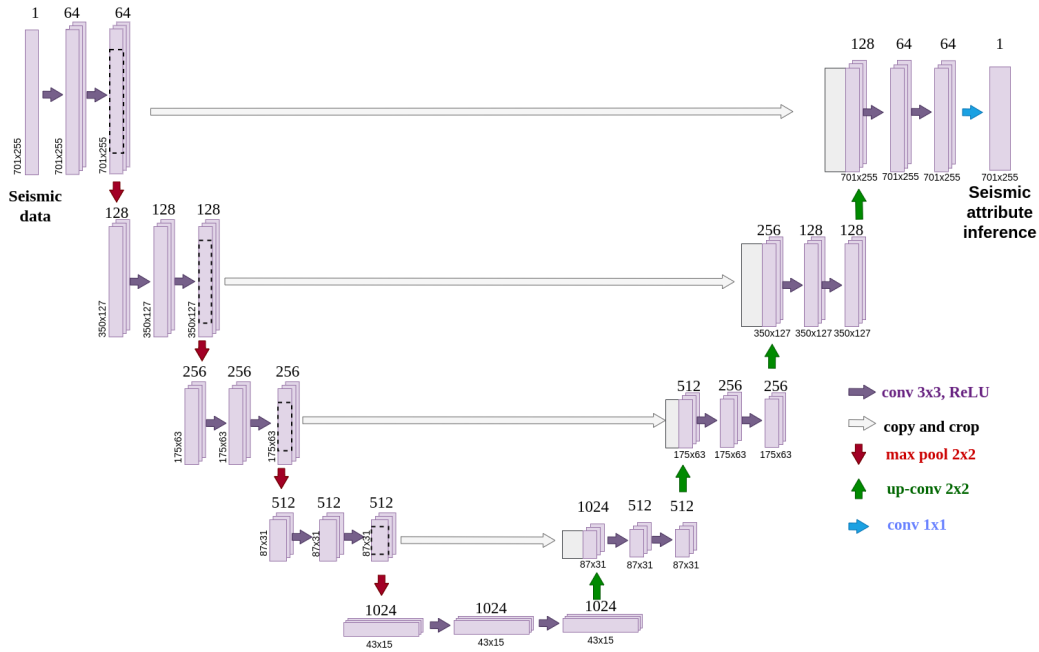 1 64 64
701x255 701x255 701x255
Seismic
data
128 64 64 1
701x255 701x255 701x255 701x255
Seismic
attribute
inference
128 128 128
350x127 350x127 350x127
256 128 128
350x127 350x127 350x127
256 256 256
175x63 175x63 175x63
512 256 256
175x63 175x63 175x63
conv 3x3, ReLU
copy and crop
max pool 2x2
up-conv 2x2
conv 1x1
512 512 512
87x31 87x31 87x31
1024 512 512
87x31 87x31 87x31
1024 1024 1024
43x15 43x15 43x15